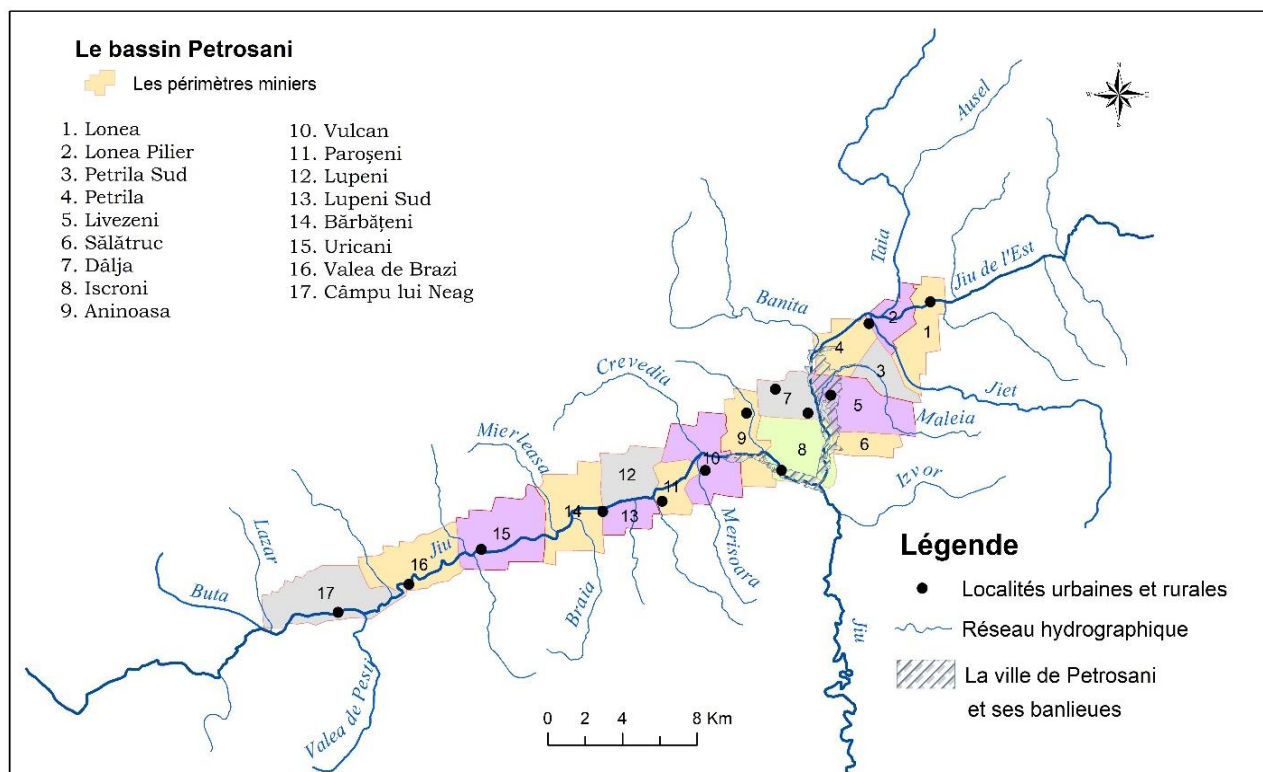 Le bassin Petrosani
Les périmètres miniers
1. Lonea
2. Lonea Pilier
3. Petrila Sud
4. Petrila
5. Livezeni
6. Sălătruc
7. Dâlja
8. Iscroni
9. Aninoasa
10. Vulcan
11. Paroşeni
12. Lupeni
13. Lupeni Sud
14. Bărbăţeni
15. Uricani
16. Valea de Brazi
17. Câmpu lui Neag
N
W
E
S
Ausel
Taia
Jiu de l'Est
Banita
2
1
4
3
Crevedia
Jiet
7
5
Maleia
Mierleasa
9
8
6
10
Izvor
12
11
14
13
Merisoara
15
Lazar
Jiu
16
Buta
17
Braia
Jiu
Valea de Pesti
0 2 4 8 Km
Légende
Localités urbaines et rurales
Réseau hydrographique
La ville de Petrosani
et ses banlieues